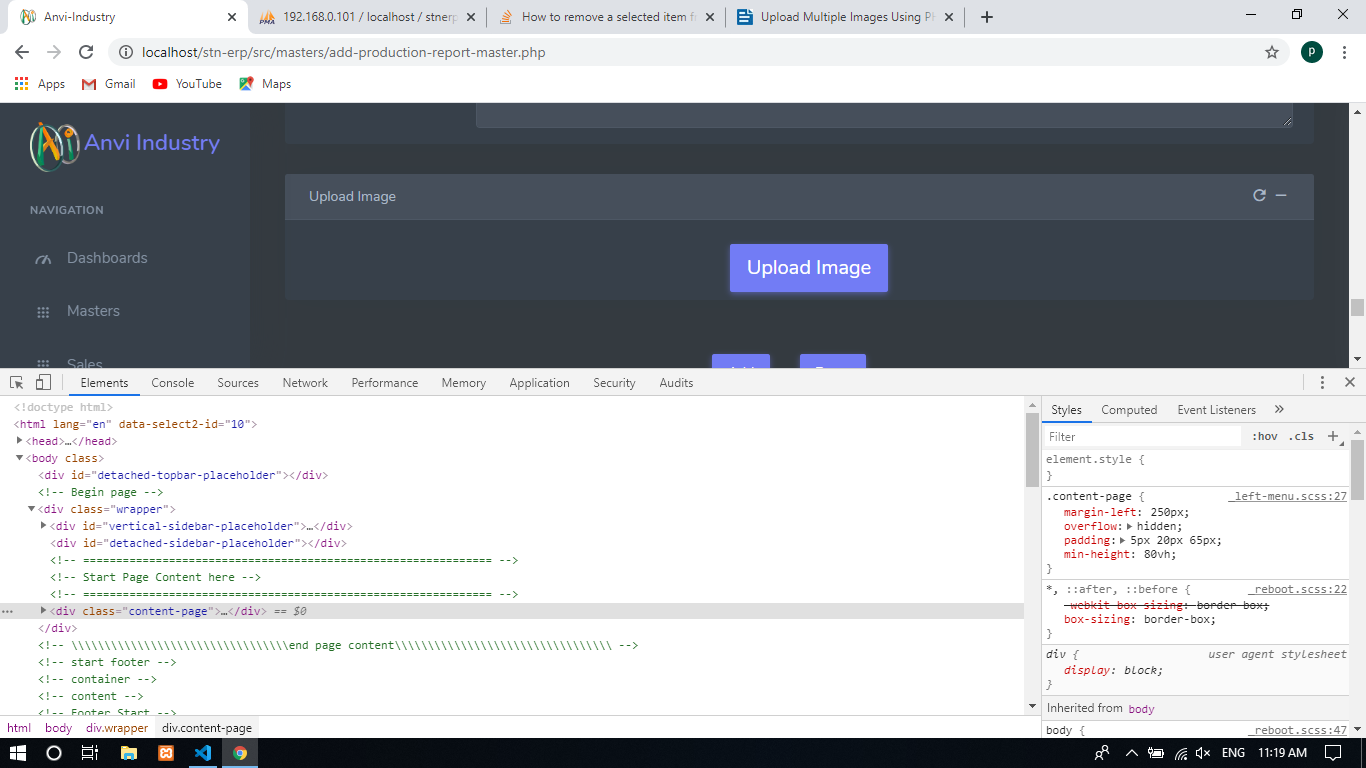 Anvi-Industry
192.168.0.101 / localhost / stnerp
How to remove a selected item f
Upload Multiple Images Using P
localhost/stn-erp/src/masters/add-production-report-master.php
P
Apps Gmail YouTube Maps
Anvi Industry
NAVIGATION
Dashboards
Masters
Sales
Upload Image
Upload Image
Elements Console Sources Network Performance Memory Application Security Audits
<!doctype html>
<html lang="en" data-select2-id="10">
<head>…</head>
<body class>
<div id="detached-topbar-placeholder"></div>
<!-- Begin page -->
<div class="wrapper">
<div id="vertical-sidebar-placeholder">…</div>
<div id="detached-sidebar-placeholder"></div>
<!-- ============================================================== -->
<!-- Start Page Content here -->
<!-- ============================================================== -->
<div class="content-page">…</div> == $0
</div>
<!-- \\\\\\\\\\\\\\\\\\\\\\\\\\\\\\\\\end page content\\\\\\\\\\\\\\\\\\\\\\\\\\\\\\\\\ -->
<!-- start footer -->
<!-- container -->
<!-- content -->
<!-- Footer Start -->
html body div.wrapper div.content-page
Styles Computed Event Listeners »
Filter :hov .cls +
element.style {
}
.content-page { _left-menu.scss:27
margin-left: 250px;
overflow: hidden;
padding: 5px 20px 65px;
min-height: 80vh;
}
*, ::after, ::before { _reboot.scss:22
-webkit-box-sizing: border-box;
box-sizing: border-box;
}
div { user agent stylesheet
display: block;
}
Inherited from body
body { _reboot.scss:47
ENG 11:19 AM